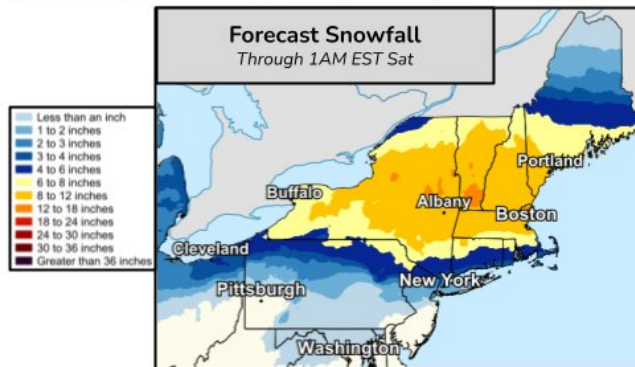 Forecast Snowfall
Through 1AM EST Sat
Less than an inch
1 to 2 inches
2 to 3 inches
3 to 4 inches
4 to 6 inches
6 to 8 inches
8 to 12 inches
12 to 18 inches
18 to 24 inches
24 to 30 inches
30 to 36 inches
Greater than 36 inches
Portland
Buffalo
Albany
Boston
Cleveland
New York
Pittsburgh
Washington